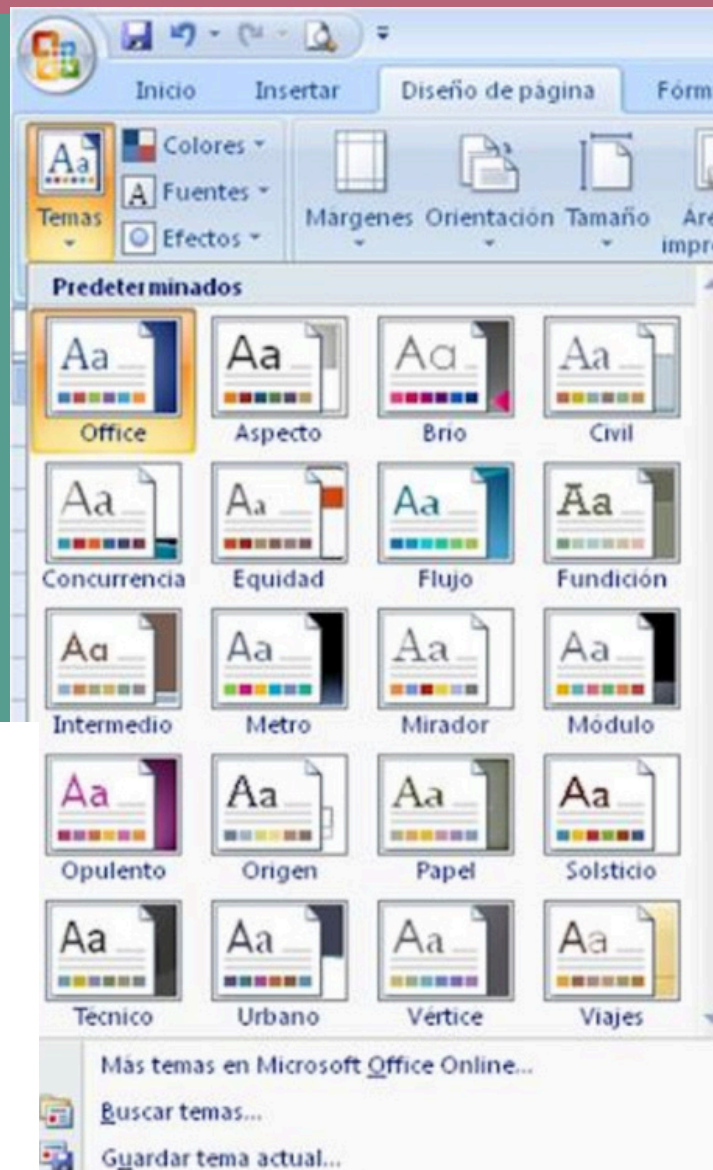 Inicio Insertar Diseño de página Fórm
Colores
Fuentes
Efectos
Temas
Márgenes Orientación Tamaño Áre
impre
Predeterminados
Aa Aa Aa Aa
Office Aspecto Brío Civil
Aa Aa Aa Aa
Concurrencia Equidad Flujo Fundición
Aa Aa Aa Aa
Intermedio Metro Mirador Módulo
Aa Aa Aa Aa
Opulento Origen Papel Solsticio
Aa Aa Aa Aa
Técnico Urbano Vértice Viajes
Más temas en Microsoft Office Online...
Buscar temas...
Guardar tema actual...